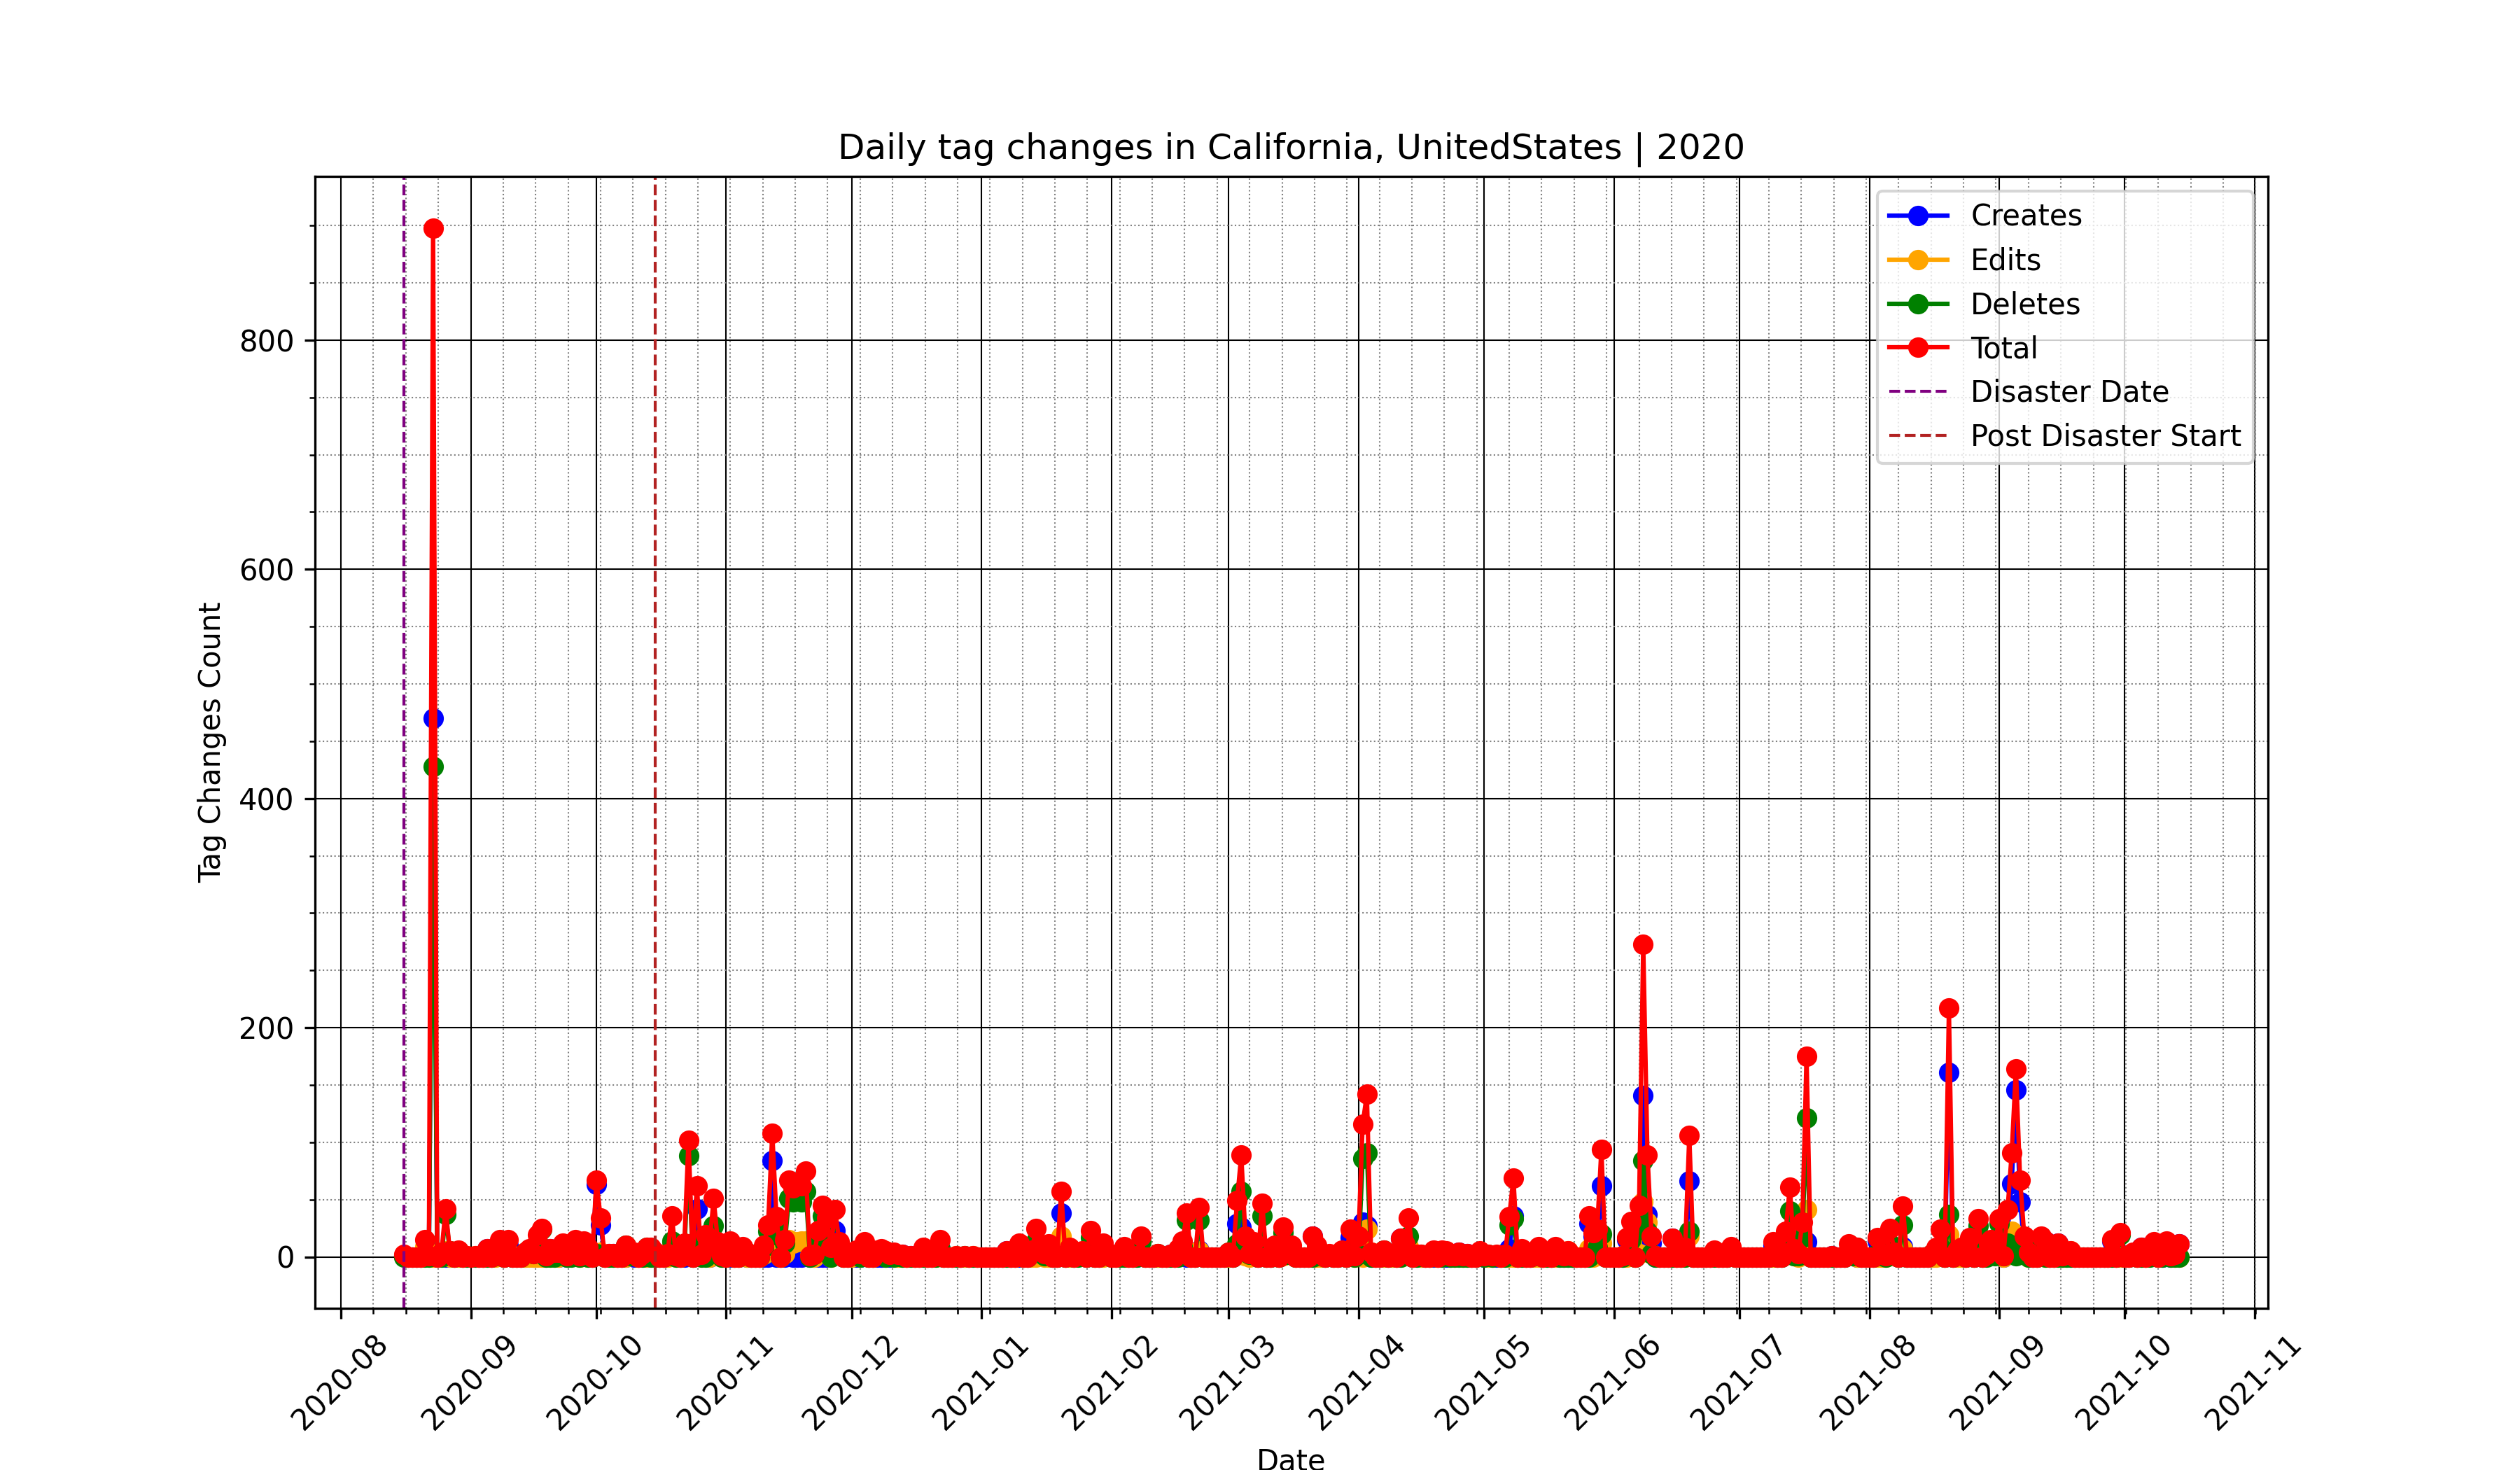 Daily tag changes in California, UnitedStates | 2020
Creates
Edits
Deletes
Total
Disaster Date
Post Disaster Start
Tag Changes Count
800
600
400
200
0
2020-08
2020-09
2020-10
2020-11
2020-12
2021-01
2021-02
2021-03
2021-04
2021-05
2021-06
2021-07
2021-08
2021-09
2021-10
2021-11
Date